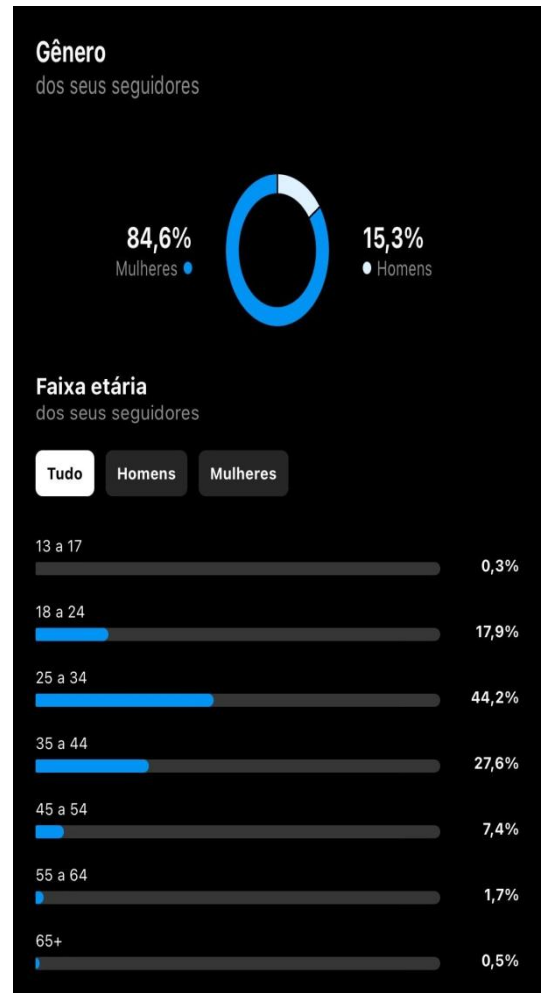 Gênero
dos seus seguidores
84,6%
Mulheres
15,3%
Homens
Faixa etária
dos seus seguidores
Tudo Homens Mulheres
13 a 17
0,3%
18 a 24
17,9%
25 a 34
44,2%
35 a 44
27,6%
45 a 54
7,4%
55 a 64
1,7%
65+
0,5%